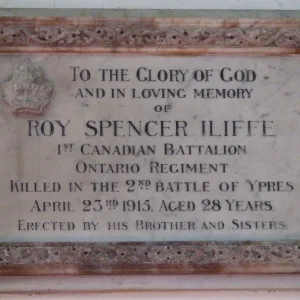 To the Glory of God
and in loving memory
of
Roy Spencer Iliffe
1st Canadian Battalion
Ontario Regiment
Killed in the 2nd Battle of Ypres
April 23rd 1915, Aged 28 Years.
Erected by his Brother and Sisters.